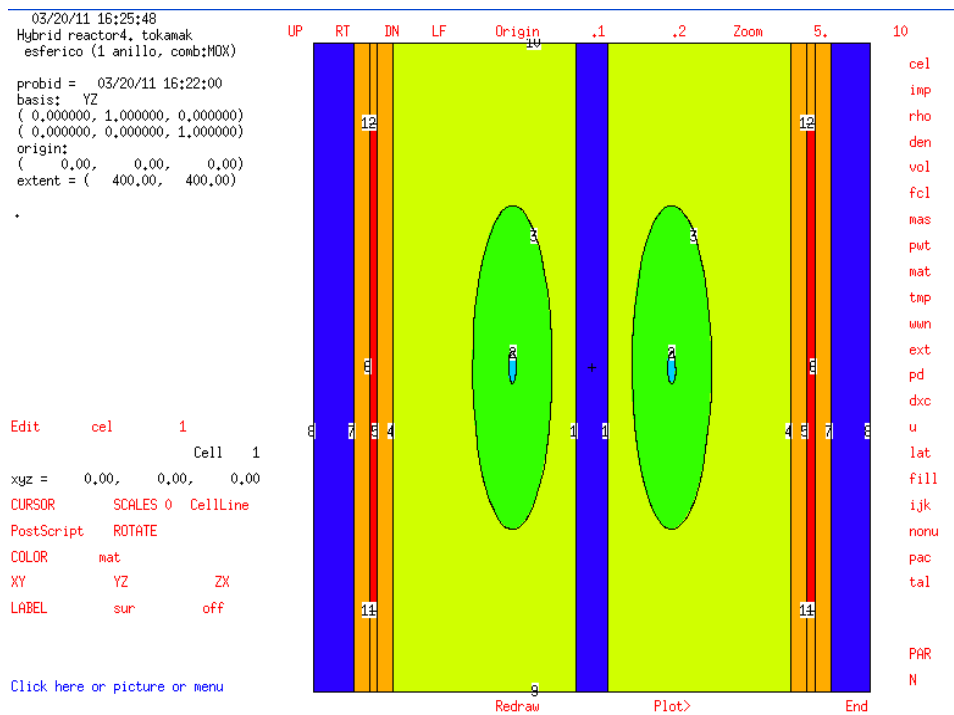 03/20/11 16:25:48
Hybrid reactor4. tokamak
esferico (1 anillo, comb:MOX)
probid = 03/20/11 16:22:00
basis: YZ
( 0.000000, 1.000000, 0.000000)
( 0.000000, 0.000000, 1.000000)
origin:
( 0.00, 0.00, 0.00)
extent = ( 400.00, 400.00)
UP RT DN LF Origin .1 .2 Zoom 5. 10
10
12 12
3 3
2
8 8
8 7 5 4 1 1 4 5 7
11 11
9
cel
imp
rho
den
vol
fcl
mas
pwt
mat
tmp
wwn
ext
pd
dxc
u
lat
fill
ijk
nonu
pac
tal
PAR
N
Edit cel 1
Cell 1
xyz = 0.00, 0.00, 0.00
CURSOR SCALES 0 CellLine
PostScript ROTATE
COLOR mat
XY YZ ZX
LABEL sur off
Click here or picture or menu
Redraw Plot> End